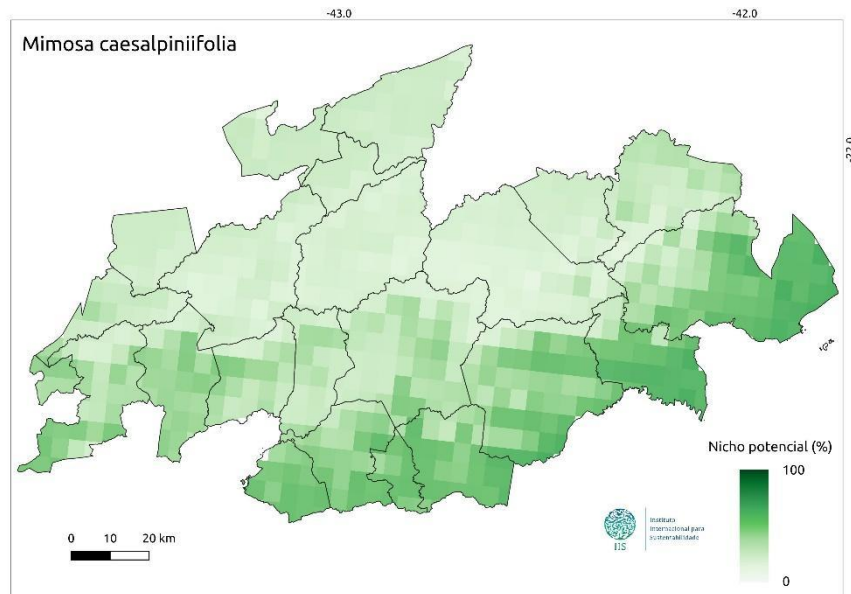 -43.0
-42.0
Mimosa caesalpiniifolia
-22.0
Nicho potencial (%)
100
0
0 10 20 km
IIS
Instituto
Internacional para
Sustentabilidade